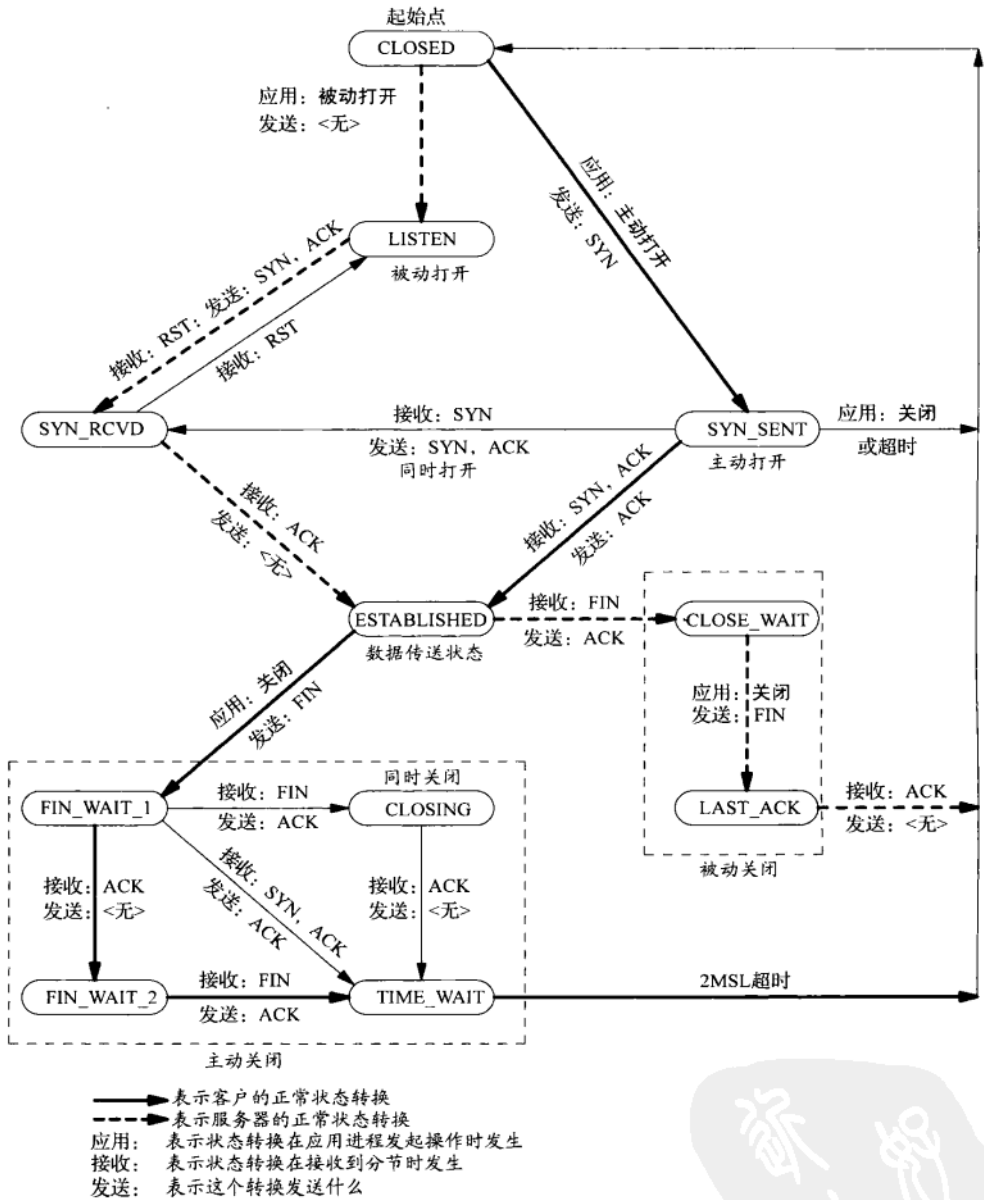 起始点
CLOSED
应用：被动打开
发送：<无>
应用：主动打开
发送：SYN
LISTEN
被动打开
接收：RST；发送：SYN，ACK
接收：RST
SYN_RCVD
接收：SYN
发送：SYN，ACK
同时打开
SYN_SENT
主动打开
应用：关闭
或超时
接收：ACK
发送：<无>
接收：SYN，ACK
发送：ACK
ESTABLISHED
数据传送状态
接收：FIN
发送：ACK
CLOSE_WAIT
应用：关闭
发送：FIN
应用：关闭
发送：FIN
LAST_ACK
接收：ACK
发送：<无>
被动关闭
同时关闭
FIN_WAIT_1
接收：FIN
发送：ACK
CLOSING
接收：ACK
发送：<无>
接收：SYN，ACK
发送：ACK
接收：ACK
发送：<无>
FIN_WAIT_2
接收：FIN
发送：ACK
TIME_WAIT
2MSL超时
主动关闭
表示客户的正常状态转换
表示服务器的正常状态转换
应用： 表示状态转换在应用进程发起操作时发生
接收： 表示状态转换在接收到分节时发生
发送： 表示这个转换发送什么